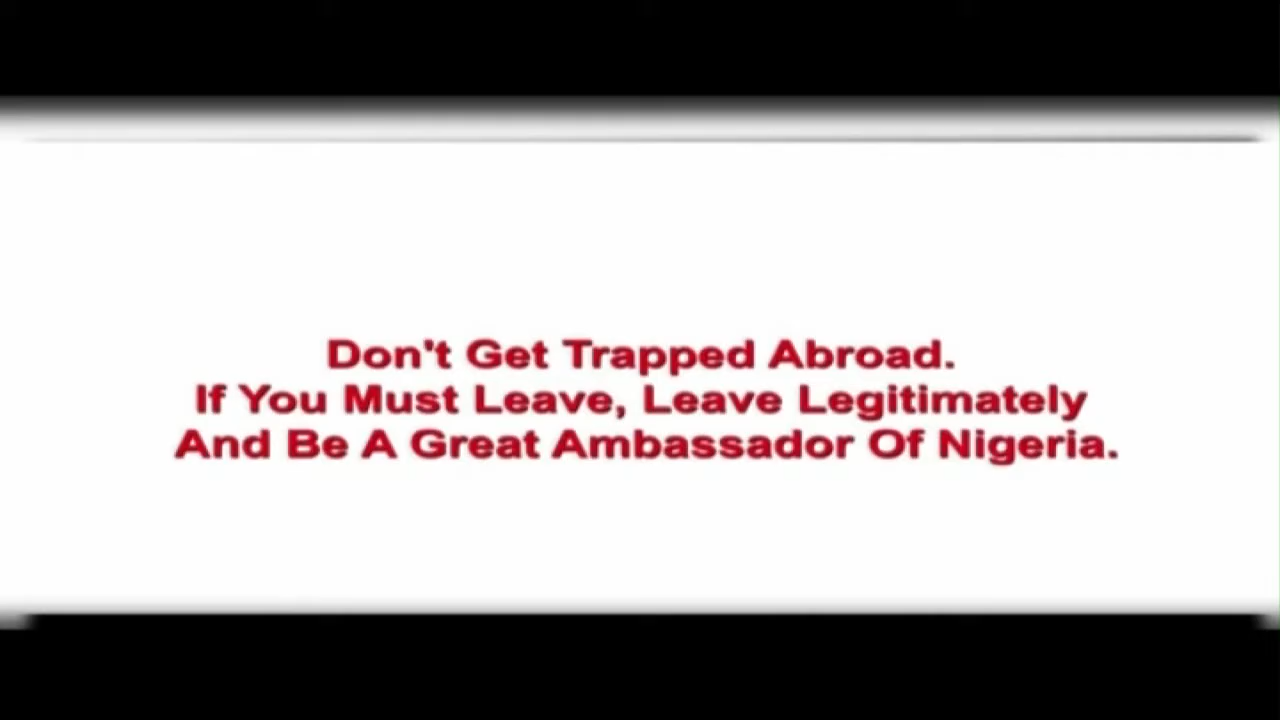 Don't Get Trapped Abroad.
If You Must Leave, Leave Legitimately
And Be A Great Ambassador Of Nigeria.